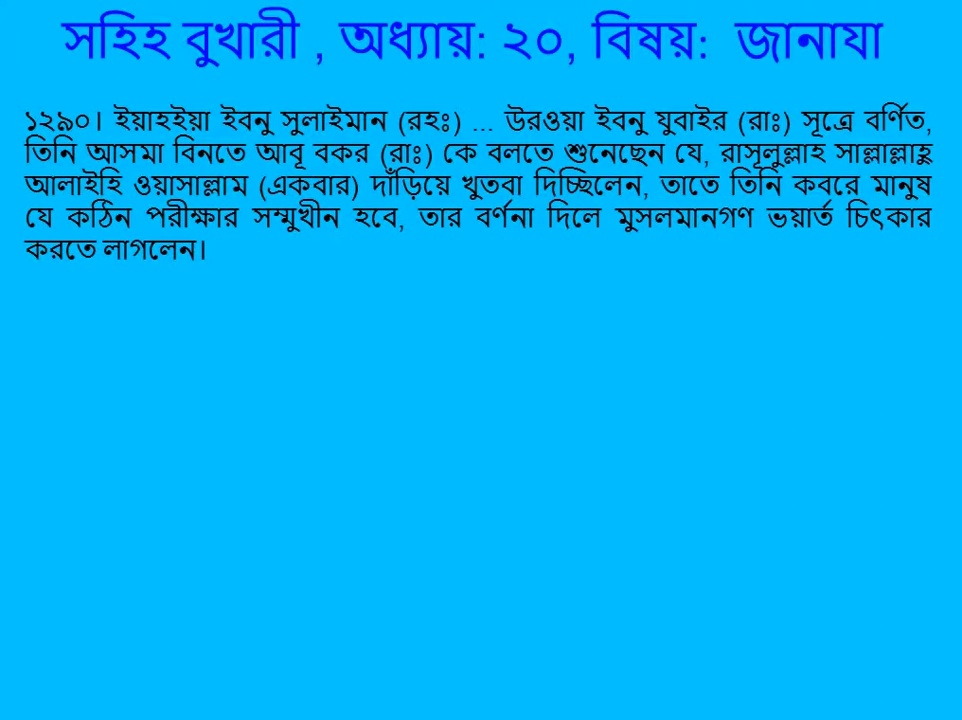 সহিহ বুখারী , অধ্যায়: ২০, বিষয়: জানাযা
১২৯০। ইয়াহইয়া ইবনু সুলাইমান (রহঃ) ... উরওয়া ইবনু যুবাইর (রাঃ) সূত্রে বর্ণিত,
তিনি আসমা বিনতে আবূ বকর (রাঃ) কে বলতে শুনেছেন যে, রাসূলুল্লাহ সাল্লাল্লাহু
আলাইহি ওয়াসাল্লাম (একবার) দাঁড়িয়ে খুতবা দিচ্ছিলেন, তাতে তিনি কবরে মানুষ
যে কঠিন পরীক্ষার সম্মুখীন হবে, তার বর্ণনা দিলে মুসলমানগণ ভয়ার্ত চিৎকার
করতে লাগলেন।